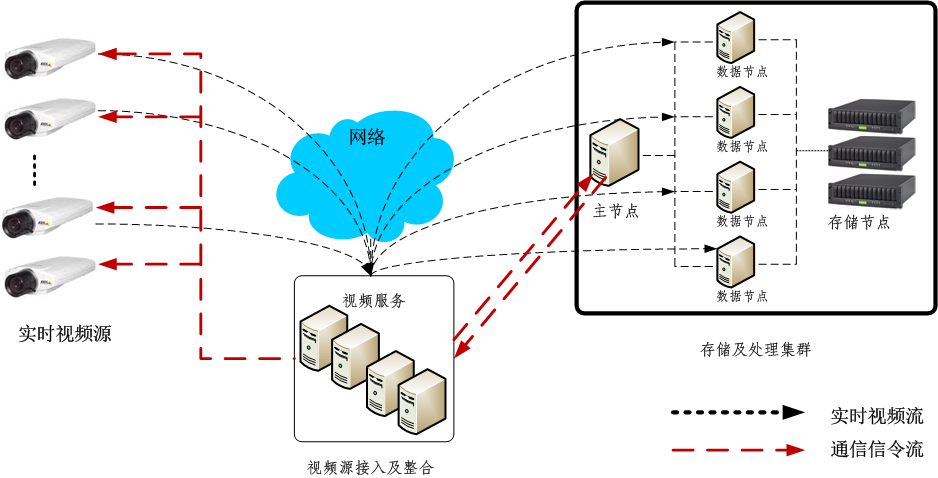 网络
数据节点
数据节点
数据节点
数据节点
主节点
存储节点
视频服务
实时视频源
存储及处理集群
视频源接入及整合
实时视频流
通信信令流